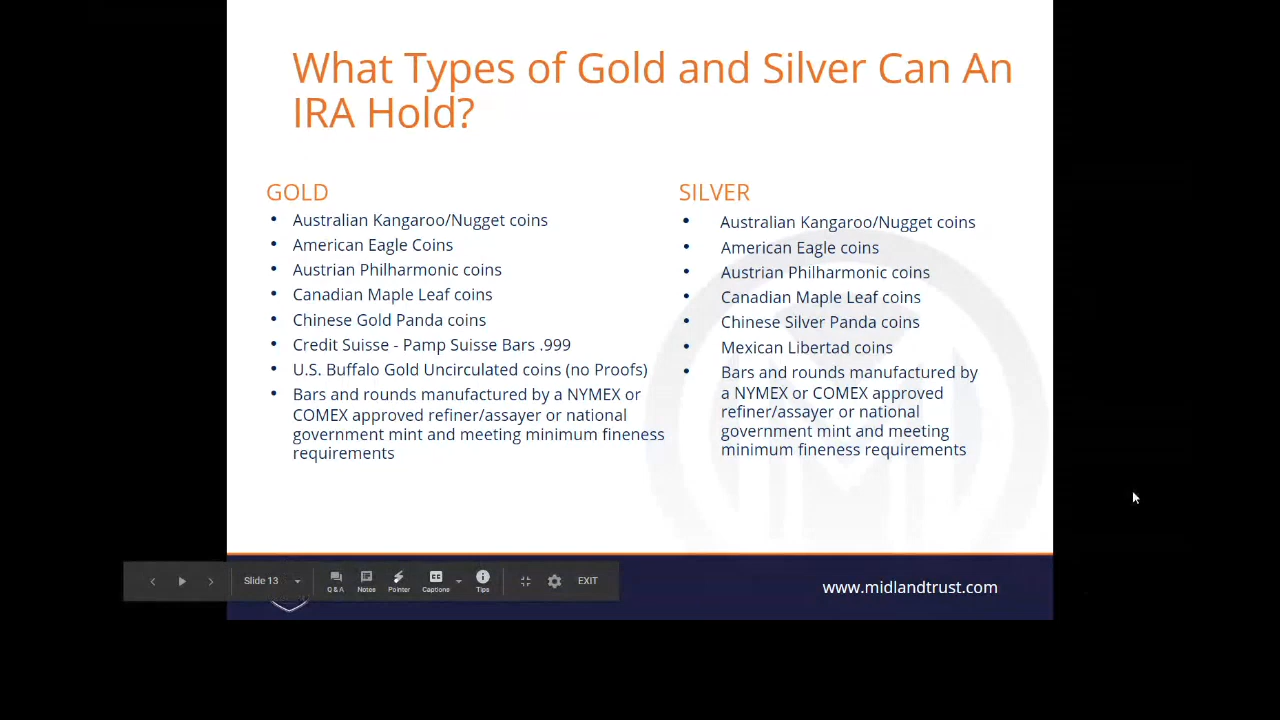 What Types of Gold and Silver Can An
IRA Hold?
GOLD
Australian Kangaroo/Nugget coins
American Eagle Coins
Austrian Philharmonic coins
Canadian Maple Leaf coins
Chinese Gold Panda coins
Credit Suisse - Pamp Suisse Bars .999
U.S. Buffalo Gold Uncirculated coins (no Proofs)
Bars and rounds manufactured by a NYMEX or
COMEX approved refiner/assayer or national
government mint and meeting minimum fineness
requirements
SILVER
Australian Kangaroo/Nugget coins
American Eagle coins
Austrian Philharmonic coins
Canadian Maple Leaf coins
Chinese Silver Panda coins
Mexican Libertad coins
Bars and rounds manufactured by
a NYMEX or COMEX approved
refiner/assayer or national
government mint and meeting
minimum fineness requirements
Slide 13
Q & A
Notes
Pointer
CC
Captions
Tips
EXIT
www.midlandtrust.com